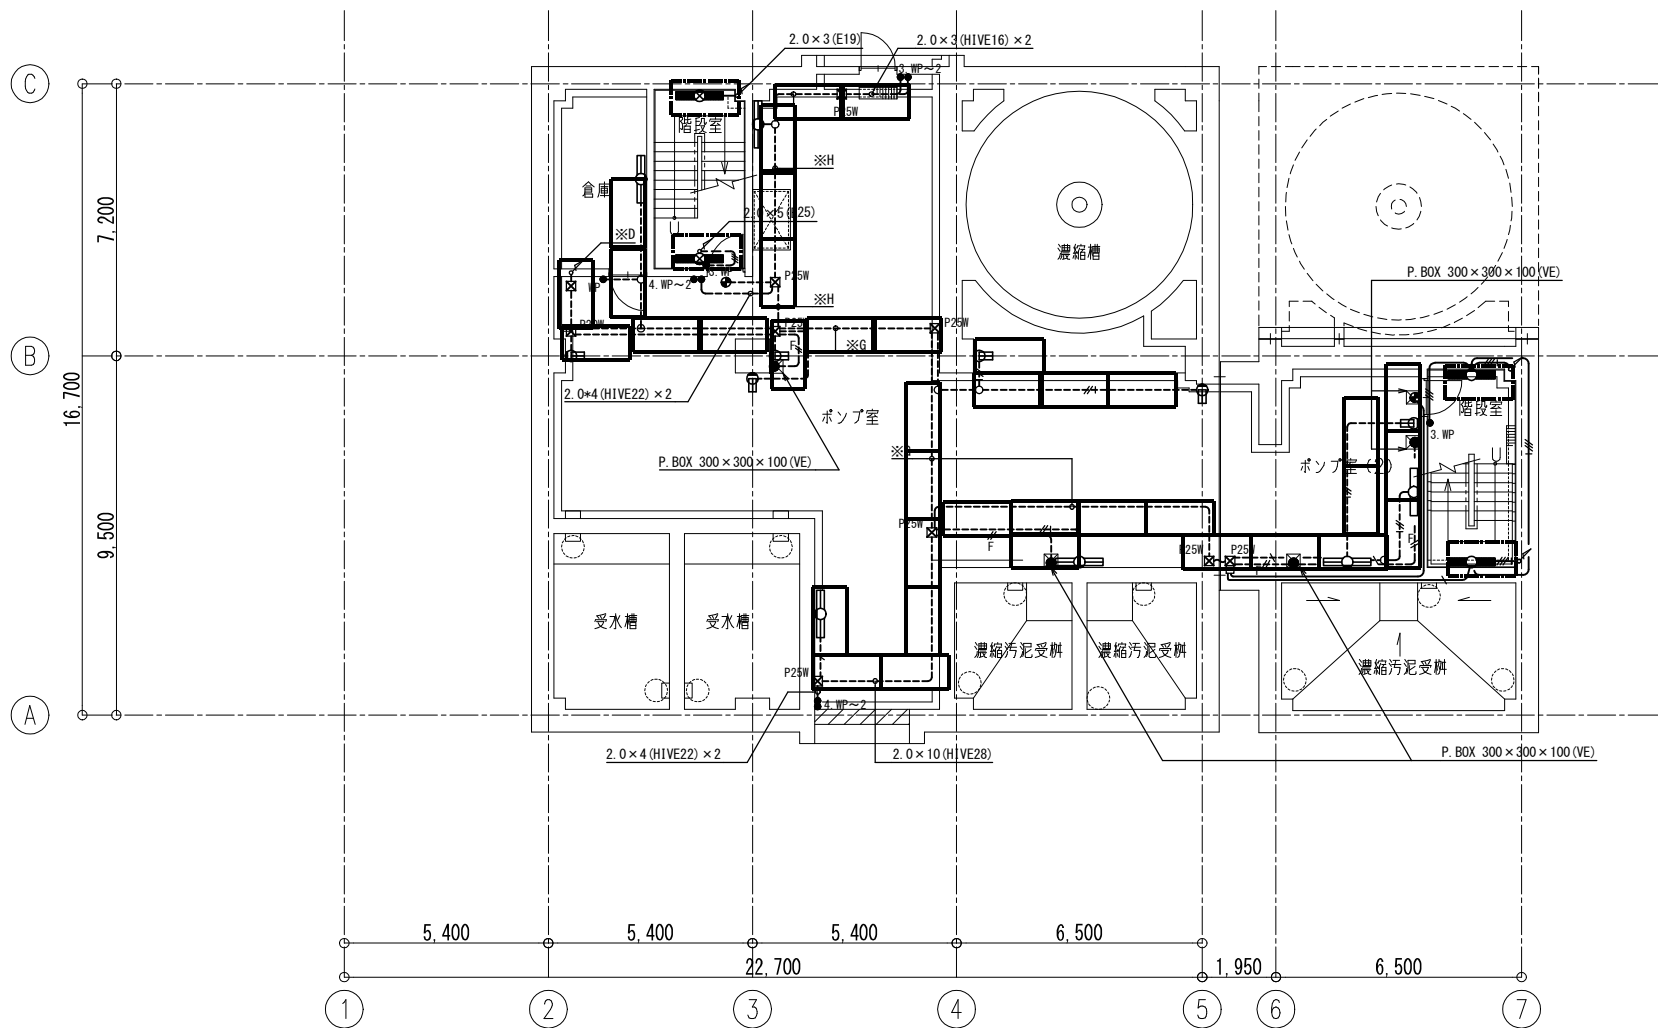 2.0×3(E19)
2.0×3(HIVE16)×2
3.WP～2
C
P25W
階段室
※H
倉庫
7,200
2.0×5(E25)
※D
濃縮槽
P.BOX 300×300×100(VE)
3.WP
P25W
WP
4.WP～2
※H
P20W
P25W
P25W
F
※G
B
16,700
2.0*4(HIVE22)×2
ポンプ室
階段室
3.WP
P.BOX 300×300×100(VE)
ポンプ室(2)
U
9,500
P25W
F
P25W
P25W
F
受水槽
受水槽
濃縮汚泥受桝
濃縮汚泥受桝
濃縮汚泥受桝
P25W
4.WP～2
A
2.0×4(HIVE22)×2
2.0×10(HIVE28)
P.BOX 300×300×100(VE)
5,400
5,400
5,400
6,500
22,700
1,950
6,500
1
2
3
4
5
6
7